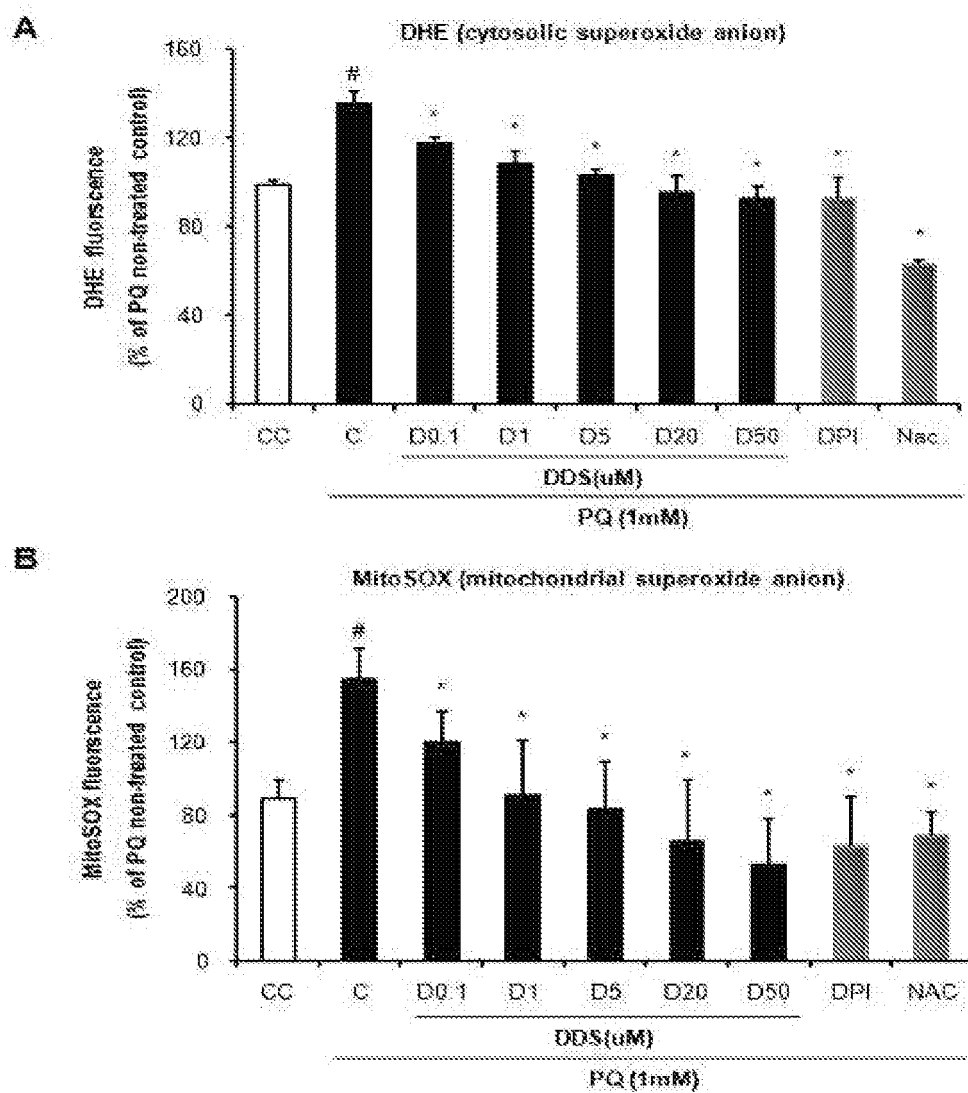 A
DHE (cytosolic superoxide anion)
DHE fluorescence
(% of PQ non-treated control)
160
120
80
40
0
#
*
*
*
*
*
*
*
CC C D0.1 D1 D5 D20 D50 DPI Nac
DDS(uM)
PQ (1mM)
B
MitoSOX (mitochondrial superoxide anion)
MitoSOX fluorescence
(% of PQ non-treated control)
200
160
120
80
40
0
#
*
*
*
*
*
*
*
CC C D0.1 D1 D5 D20 D50 DPI NAC
DDS(uM)
PQ (1mM)